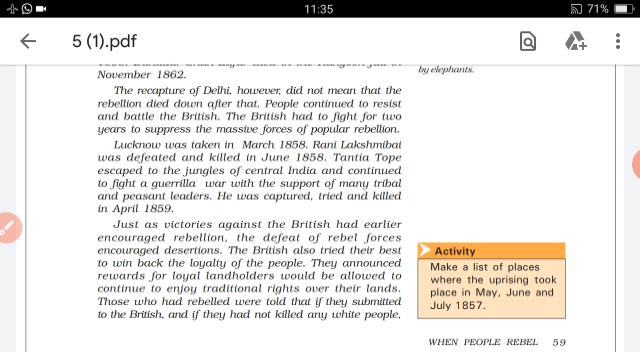 11:35
71%
5 (1).pdf
November 1862.
The recapture of Delhi, however, did not mean that the
rebellion died down after that. People continued to resist
and battle the British. The British had to fight for two
years to suppress the massive forces of popular rebellion.
Lucknow was taken in March 1858. Rani Lakshmibai
was defeated and killed in June 1858. Tantia Tope
escaped to the jungles of central India and continued
to fight a guerrilla war with the support of many tribal
and peasant leaders. He was captured, tried and killed
in April 1859.
Just as victories against the British had earlier
encouraged rebellion, the defeat of rebel forces
encouraged desertions. The British also tried their best
to win back the loyalty of the people. They announced
rewards for loyal landholders would be allowed to
continue to enjoy traditional rights over their lands.
Those who had rebelled were told that if they submitted
to the British, and if they had not killed any white people,
by elephants.
Activity
Make a list of places
where the uprising took
place in May, June and
July 1857.
WHEN PEOPLE REBEL 59